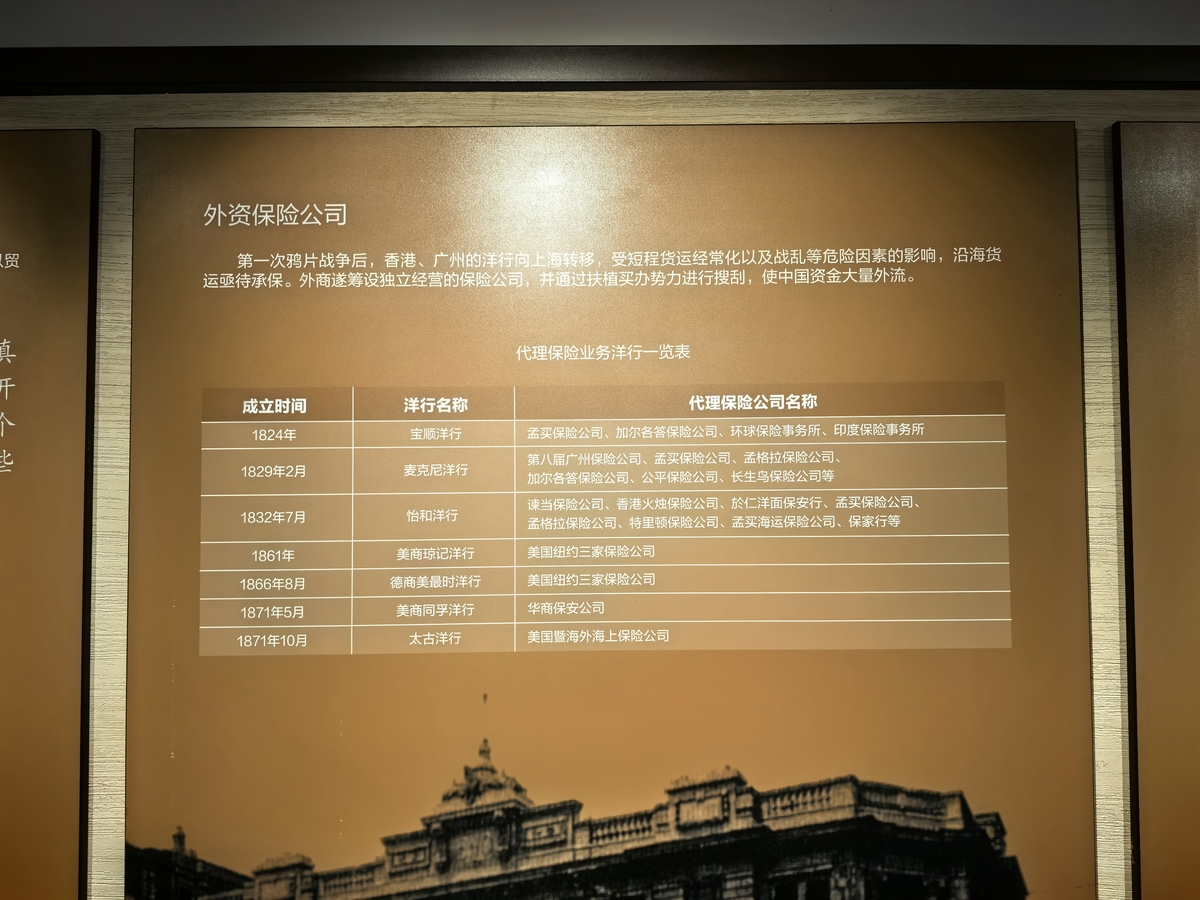 外资保险公司
第一次鸦片战争后，香港、广州的洋行向上海转移，受短程货运经常化以及战乱等危险因素的影响，沿海货
运亟待承保。外商遂筹设独立经营的保险公司，并通过扶植买办势力进行搜刮，使中国资金大量外流。
代理保险业务洋行一览表
成立时间 洋行名称 代理保险公司名称
1824年 宝顺洋行 孟买保险公司、加尔各答保险公司、环球保险事务所、印度保险事务所
1829年2月 麦克尼洋行 第八届广州保险公司、孟买保险公司、孟格拉保险公司、
加尔各答保险公司、公平保险公司、长生鸟保险公司等
1832年7月 怡和洋行 谏当保险公司、香港火烛保险公司、於仁洋面保安行、孟买保险公司、
孟格拉保险公司、特里顿保险公司、孟买海运保险公司、保家行等
1861年 美商琼记洋行 美国纽约三家保险公司
1866年8月 德商美最时洋行 美国纽约三家保险公司
1871年5月 美商同孚洋行 华商保安公司
1871年10月 太古洋行 美国暨海外海上保险公司
贸
开
个
些